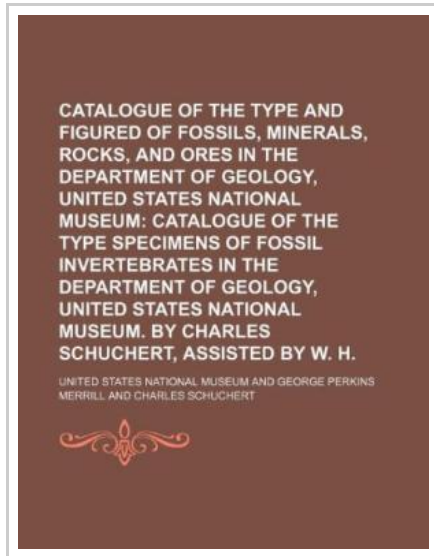 CATALOGUE OF THE TYPE AND
FIGURED OF FOSSILS, MINERALS,
ROCKS, AND ORES IN THE
DEPARTMENT OF GEOLOGY,
UNITED STATES NATIONAL
MUSEUM: CATALOGUE OF THE
TYPE SPECIMENS OF FOSSIL
INVERTEBRATES IN THE
DEPARTMENT OF GEOLOGY,
UNITED STATES NATIONAL
MUSEUM. BY CHARLES
SCHUCHERT, ASSISTED BY W. H.
UNITED STATES NATIONAL MUSEUM AND GEORGE PERKINS
MERRILL AND CHARLES SCHUCHERT